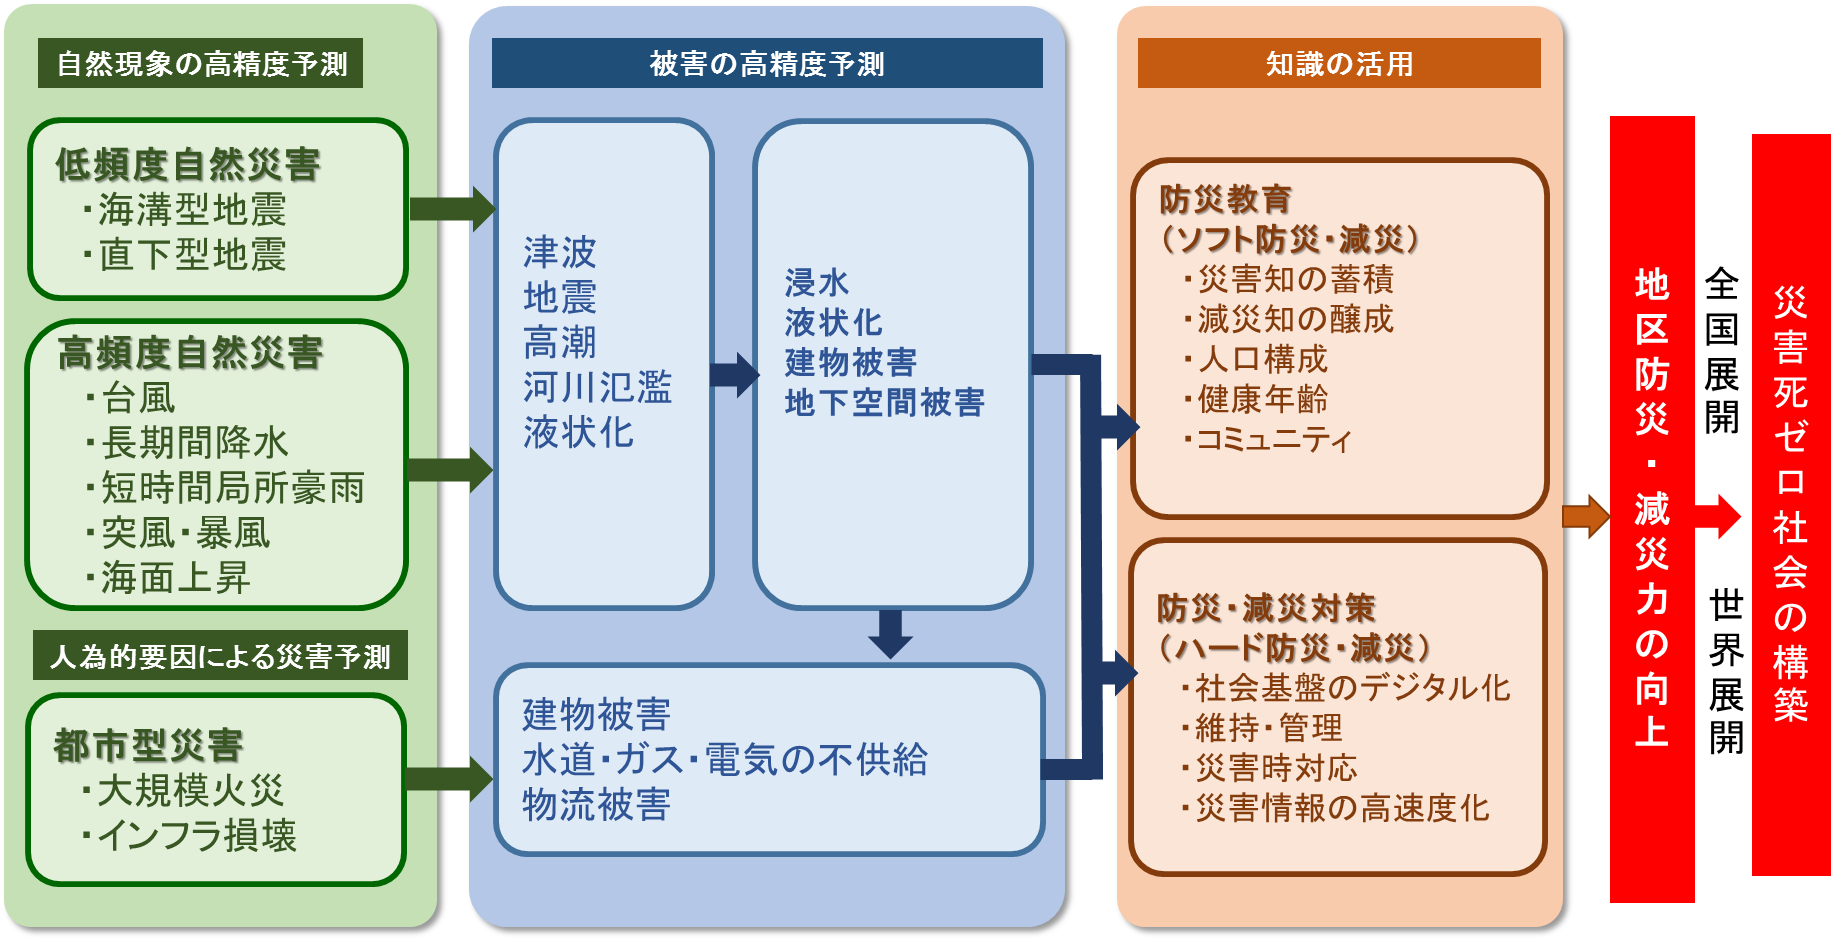 自然現象の高精度予測
低頻度自然災害
・海溝型地震
・直下型地震
高頻度自然災害
・台風
・長期間降水
・短時間局所豪雨
・突風・暴風
・海面上昇
人為的要因による災害予測
都市型災害
・大規模火災
・インフラ損壊
被害の高精度予測
津波
地震
高潮
河川氾濫
液状化
浸水
液状化
建物被害
地下空間被害
建物被害
水道・ガス・電気の不供給
物流被害
知識の活用
防災教育
（ソフト防災・減災）
・災害知の蓄積
・減災知の醸成
・人口構成
・健康年齢
・コミュニティ
防災・減災対策
（ハード防災・減災）
・社会基盤のデジタル化
・維持・管理
・災害時対応
・災害情報の高速度化
地区防災・減災力の向上
全国展開
世界展開
災害死ゼロ社会の構築